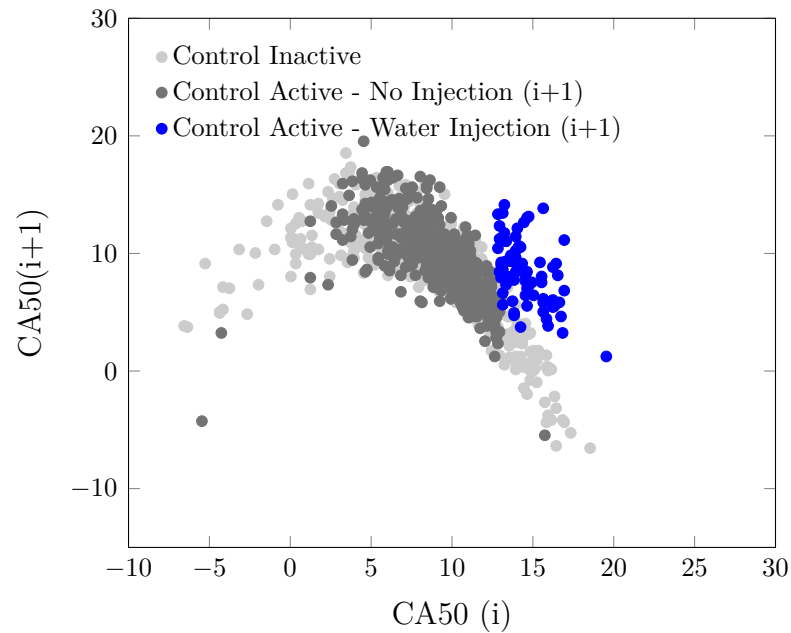 30
20
10
0
−10
CA50(i+1)
Control Inactive
Control Active - No Injection (i+1)
Control Active - Water Injection (i+1)
−10 −5 0 5 10 15 20 25 30
CA50 (i)